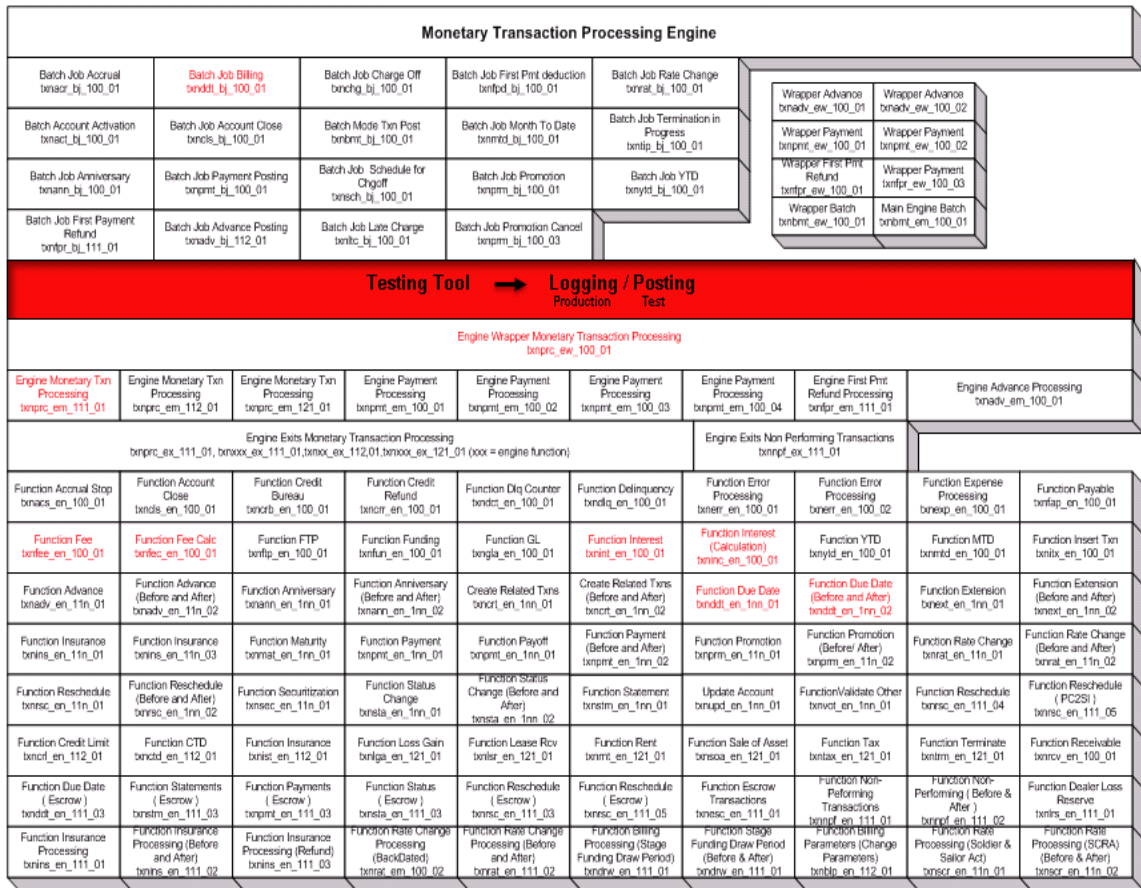 Monetary Transaction Processing Engine
Batch Job Accrual
txnacr_bj_100_01
Batch Job Billing
txnddt_bj_100_01
Batch Job Charge Off
txnchg_bj_100_01
Batch Job First Pmt deduction
txnfpd_bj_100_01
Batch Job Rate Change
txnrat_bj_100_01
Batch Account Activation
txnact_bj_100_01
Batch Job Account Close
txncls_bj_100_01
Batch Mode Txn Post
txnbmt_bj_100_01
Batch Job Month To Date
txnmtd_bj_100_01
Batch Job Termination in
Progress
txntip_bj_100_01
Batch Job Anniversary
txnann_bj_100_01
Batch Job Payment Posting
txnpmt_bj_100_01
Batch Job Schedule for
Chgoff
txnsch_bj_100_01
Batch Job Promotion
txnprm_bj_100_01
Batch Job YTD
txnytd_bj_100_01
Batch Job First Payment
Refund
txnfpr_bj_111_01
Batch Job Advance Posting
txnadv_bj_112_01
Batch Job Late Charge
txnltc_bj_100_01
Batch Job Promotion Cancel
txnprm_bj_100_03
Wrapper Advance
txnadv_ew_100_01
Wrapper Advance
txnadv_ew_100_02
Wrapper Payment
txnpmt_ew_100_01
Wrapper Payment
txnpmt_ew_100_02
Wrapper First Pmt
Refund
txnfpr_ew_100_01
Wrapper Payment
txnfpr_ew_100_03
Wrapper Batch
txnbmt_ew_100_01
Main Engine Batch
txnbmt_em_100_01
Testing Tool → Logging / Posting
Production Test
Engine Wrapper Monetary Transaction Processing
txnprc_ew_100_01
Engine Monetary Txn
Processing
txnprc_em_111_01
Engine Monetary Txn
Processing
txnprc_em_112_01
Engine Monetary Txn
Processing
txnprc_em_121_01
Engine Payment
Processing
txnpmt_em_100_01
Engine Payment
Processing
txnpmt_em_100_02
Engine Payment
Processing
txnpmt_em_100_03
Engine Payment
Processing
txnpmt_em_100_04
Engine First Pmt
Refund Processing
txnfpr_em_111_01
Engine Advance Processing
txnadv_em_100_01
Engine Exits Monetary Transaction Processing
txnprc_ex_111_01, txnxxx_ex_111_01,txnxx_ex_112,01,txnxxx_ex_121_01 (xxx = engine function)
Engine Exits Non Performing Transactions
txnnpf_ex_111_01
Function Accrual Stop
txnacs_en_100_01
Function Account
Close
txncls_en_100_01
Function Credit
Bureau
txncrb_en_100_01
Function Credit
Refund
txncrr_en_100_01
Function Dlq Counter
txndct_en_100_01
Function Delinquency
txndlq_en_100_01
Function Error
Processing
txnerr_en_100_01
Function Error
Processing
txnerr_en_100_02
Function Expense
Processing
txnexp_en_100_01
Function Payable
txnfap_en_100_01
Function Fee
txnfee_en_100_01
Function Fee Calc
txnfec_en_100_01
Function FTP
txnftp_en_100_01
Function Funding
txnfun_en_100_01
Function GL
txngla_en_100_01
Function Interest
txnint_en_100_01
Function Interest
(Calculation)
txninc_en_100_01
Function YTD
txnytd_en_100_01
Function MTD
txnmtd_en_100_01
Function Insert Txn
txnitx_en_100_01
Function Advance
txnadv_en_11n_01
Function Advance
(Before and After)
txnadv_en_11n_02
Function Anniversary
txnann_en_1nn_01
Function Anniversary
(Before and After)
txnann_en_1nn_02
Create Related Txns
txncrt_en_1nn_01
Create Related Txns
(Before and After)
txncrt_en_1nn_02
Function Due Date
txnddt_en_1nn_01
Function Due Date
(Before and After)
txnddt_en_1nn_02
Function Extension
txnext_en_1nn_01
Function Extension
(Before and After)
txnext_en_1nn_02
Function Insurance
txnins_en_11n_01
Function Insurance
txnins_en_11n_03
Function Maturity
txnmat_en_1nn_01
Function Payment
txnpmt_en_1nn_01
Function Payoff
txnpmt_en_1nn_01
Function Payment
(Before and After)
txnpmt_en_1nn_02
Function Promotion
txnprm_en_11n_01
Function Promotion
(Before/ After)
txnprm_en_11n_02
Function Rate Change
txnrat_en_11n_01
Function Rate Change
(Before and After)
txnrat_en_11n_02
Function Reschedule
txnrsc_en_11n_01
Function Reschedule
(Before and After)
txnrsc_en_11n_02
Function Securitization
txnsec_en_11n_01
Function Status
Change
txnsta_en_1nn_01
Function Status
Change (Before and
After)
txnsta_en_1nn_02
Function Statement
txnstm_en_1nn_01
Update Account
txnupd_en_1nn_01
FunctionValidate Other
txnvot_en_1nn_01
Function Reschedule
txnrsc_en_111_04
Function Reschedule
( PC2SI )
txnrsc_en_111_05
Function Credit Limit
txncrl_en_112_01
Function CTD
txnctd_en_112_01
Function Insurance
txnist_en_112_01
Function Loss Gain
txnlga_en_121_01
Function Lease Rcv
txnlsr_en_121_01
Function Rent
txnrnt_en_121_01
Function Sale of Asset
txnsoa_en_121_01
Function Tax
txntax_en_121_01
Function Terminate
txntrm_en_121_01
Function Receivable
txnrcv_en_100_01
Function Due Date
( Escrow )
txnddt_en_111_03
Function Statements
( Escrow )
txnstm_en_111_03
Function Payments
( Escrow )
txnpmt_en_111_03
Function Status
( Escrow )
txnsta_en_111_03
Function Reschedule
( Escrow )
txnrsc_en_111_03
Function Reschedule
( Escrow )
txnrsc_en_111_05
Function Escrow
Transactions
txnesc_en_111_01
Function Non-
Peforming
Transactions
txnnpf_en_111_01
Function Non-
Performing ( Before &
After )
txnnpf_en_111_02
Function Dealer Loss
Reserve
txnlrs_en_111_01
Function Insurance
Processing
txnins_en_111_01
Function Insurance
Processing (Before
and After)
txnins_en_111_02
Function Insurance
Processing (Refund)
txnins_en_111_03
Function Rate Change
Processing
(BackDated)
txnrat_em_100_02
Function Rate Change
Processing (Before
and After)
txnrat_en_111_02
Function Billing
Processing (Stage
Funding Draw Period)
txndrw_en_111_01
Function Stage
Funding Draw Period
(Before & After)
txndrw_en_111_01
Function Billing
Parameters (Change
Parameters)
txnblp_en_112_01
Function Rate
Processing (Soldier &
Sailor Act)
txnscr_en_11n_01
Function Rate
Processing (SCRA)
(Before & After)
txnscr_en_11n_02